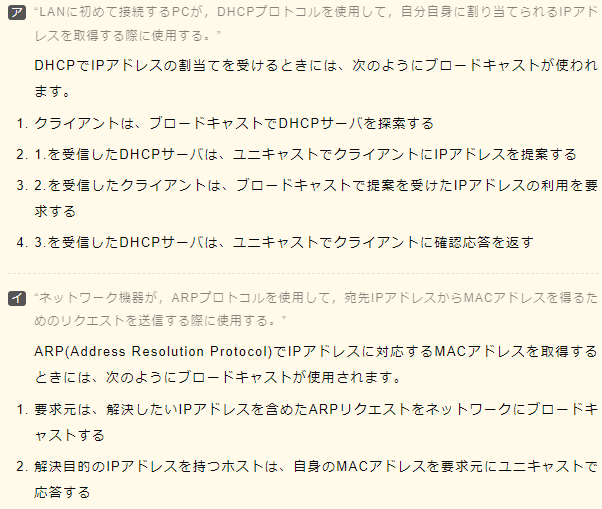 ア “LANに初めて接続するPCが，DHCPプロトコルを使用して，自分自身に割り当てられるIPアド
レスを取得する際に使用する。”
DHCPでIPアドレスの割当てを受けるときには、次のようにブロードキャストが使われ
ます。
1. クライアントは、ブロードキャストでDHCPサーバを探索する
2. 1.を受信したDHCPサーバは、ユニキャストでクライアントにIPアドレスを提案する
3. 2.を受信したクライアントは、ブロードキャストで提案を受けたIPアドレスの利用を要
求する
4. 3.を受信したDHCPサーバは、ユニキャストでクライアントに確認応答を返す
イ “ネットワーク機器が，ARPプロトコルを使用して，宛先IPアドレスからMACアドレスを得るた
めのリクエストを送信する際に使用する。”
ARP(Address Resolution Protocol)でIPアドレスに対応するMACアドレスを取得する
ときには、次のようにブロードキャストが使用されます。
1. 要求元は、解決したいIPアドレスを含めたARPリクエストをネットワークにブロードキ
ャストする
2. 解決目的のIPアドレスを持つホストは、自身のMACアドレスを要求元にユニキャストで
応答する